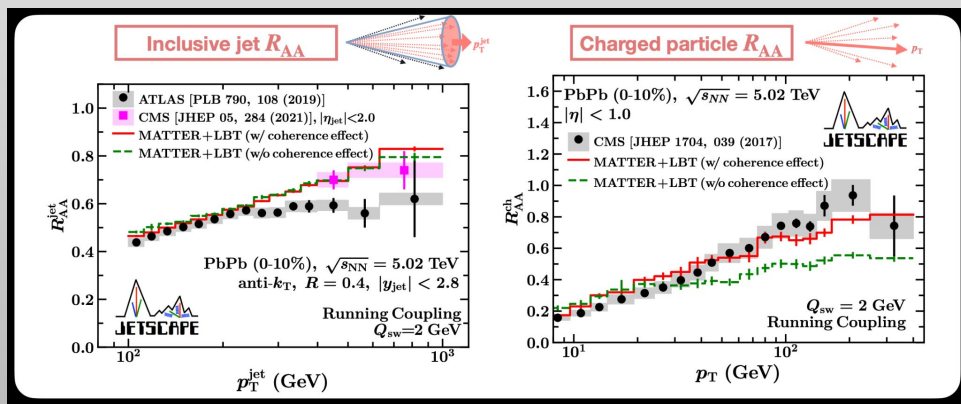 Inclusive jet R_AA
p_T^jet
Charged particle R_AA
p_T
ATLAS [PLB 790, 108 (2019)]
CMS [JHEP 05, 284 (2021)], |η_jet|<2.0
MATTER+LBT (w/ coherence effect)
MATTER+LBT (w/o coherence effect)
1.0
0.8
0.6
0.4
0.2
0.0
R_AA^jet
PbPb (0-10%), √s_NN = 5.02 TeV
anti-k_T, R = 0.4, |y_jet| < 2.8
JETSCAPE
Running Coupling
Q_sw=2 GeV
10^2
10^3
p_T^jet (GeV)
PbPb (0-10%), √s_NN = 5.02 TeV
|η| < 1.0
JETSCAPE
CMS [JHEP 1704, 039 (2017)]
MATTER+LBT (w/ coherence effect)
MATTER+LBT (w/o coherence effect)
1.6
1.4
1.2
1.0
0.8
0.6
0.4
0.2
0.0
R_AA^ch
Q_sw = 2 GeV
Running Coupling
10^1
10^2
p_T (GeV)